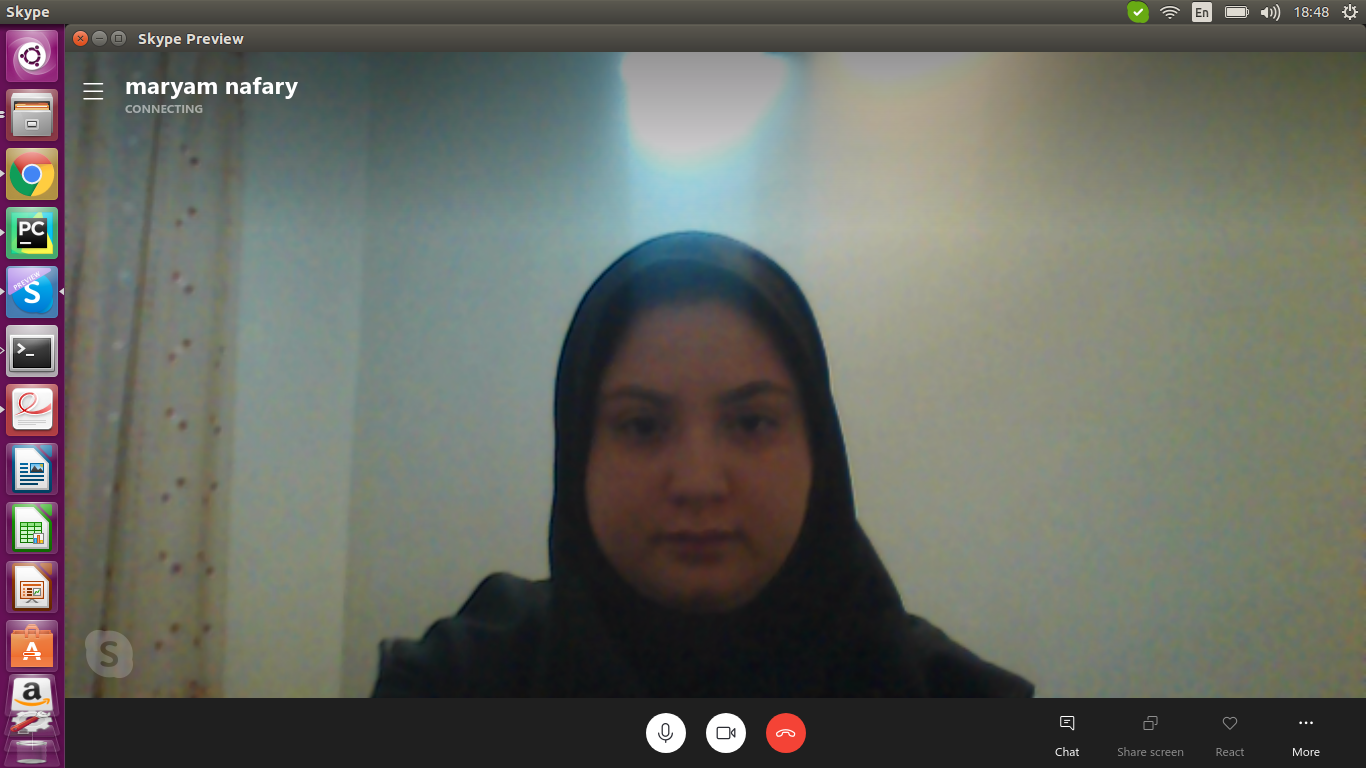 Skype
En
18:48
Skype Preview
maryam nafary
CONNECTING
PC
PREVIEW
S
>_
A
a
S
Chat
Share screen
React
More